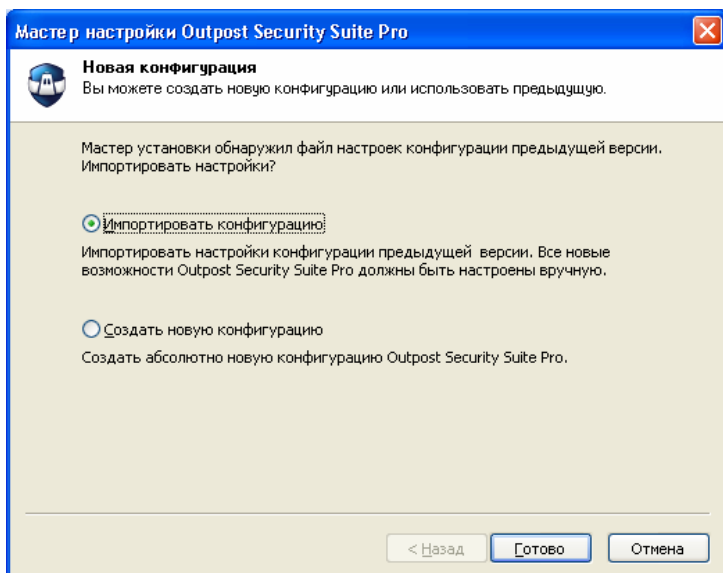 Мастер настройки Outpost Security Suite Pro
Новая конфигурация
Вы можете создать новую конфигурацию или использовать предыдущую.
Мастер установки обнаружил файл настроек конфигурации предыдущей версии.
Импортировать настройки?
Импортировать конфигурацию
Импортировать настройки конфигурации предыдущей версии. Все новые
возможности Outpost Security Suite Pro должны быть настроены вручную.
Создать новую конфигурацию
Создать абсолютно новую конфигурацию Outpost Security Suite Pro.
< Назад
Готово
Отмена